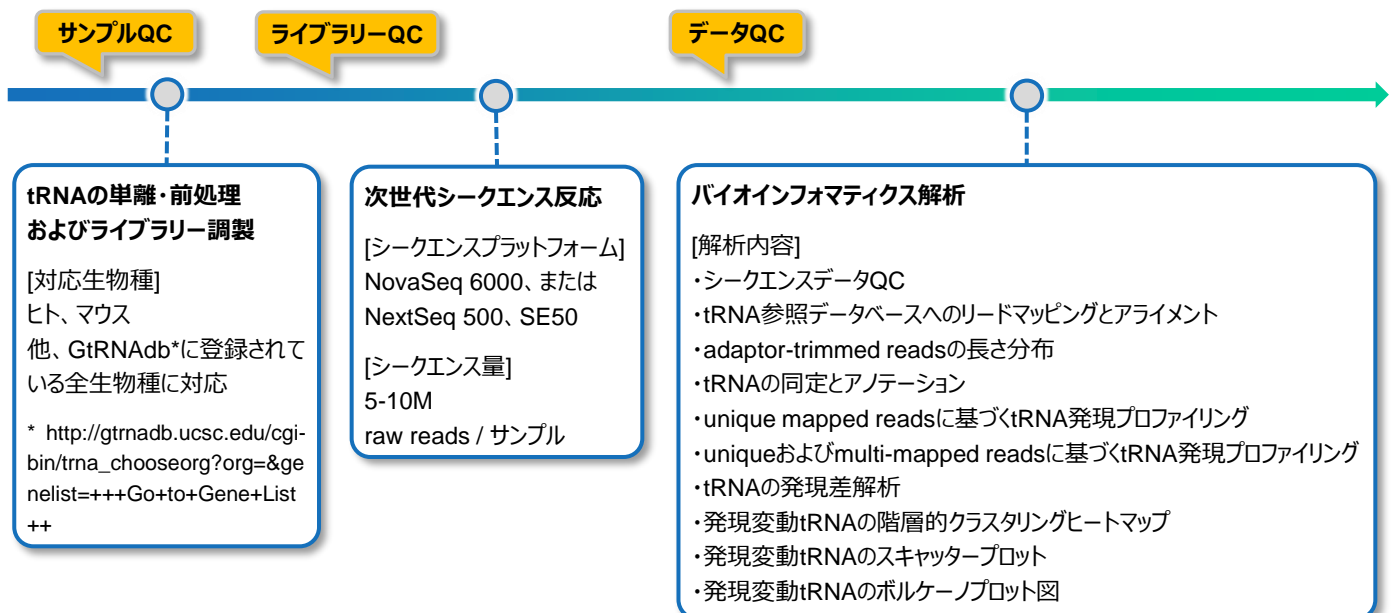 サンプルQC
ライブラリーQC
データQC
tRNAの単離・前処理
およびライブラリー調製
[対応生物種]
ヒト、マウス
他、GtRNAdb*に登録されて
いる全生物種に対応
* http://gtrnadb.ucsc.edu/cgi-
bin/trna_chooseorg?org=&ge
nelist=+++Go+to+Gene+List
++
次世代シークエンス反応
[シークエンスプラットフォーム]
NovaSeq 6000、または
NextSeq 500、SE50
[シークエンス量]
5-10M
raw reads / サンプル
バイオインフォマティクス解析
[解析内容]
・シークエンスデータQC
・tRNA参照データベースへのリードマッピングとアライメント
・adaptor-trimmed readsの長さ分布
・tRNAの同定とアノテーション
・unique mapped readsに基づくtRNA発現プロファイリング
・uniqueおよびmulti-mapped readsに基づくtRNA発現プロファイリング
・tRNAの発現差解析
・発現変動tRNAの階層的クラスタリングヒートマップ
・発現変動tRNAのスキャッタープロット
・発現変動tRNAのボルケーノプロット図